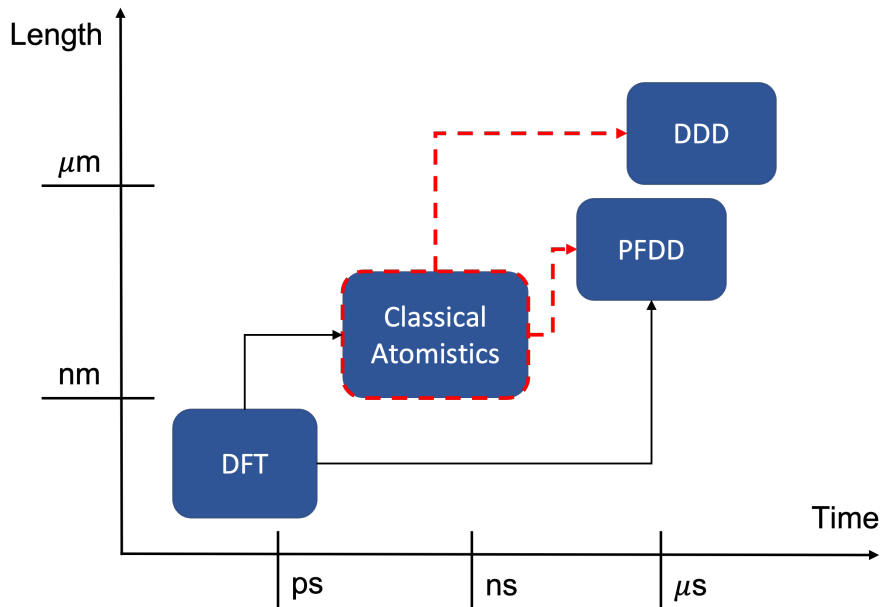 Length
μm
nm
DDD
PFDD
Classical
Atomistics
DFT
Time
ps
ns
μs